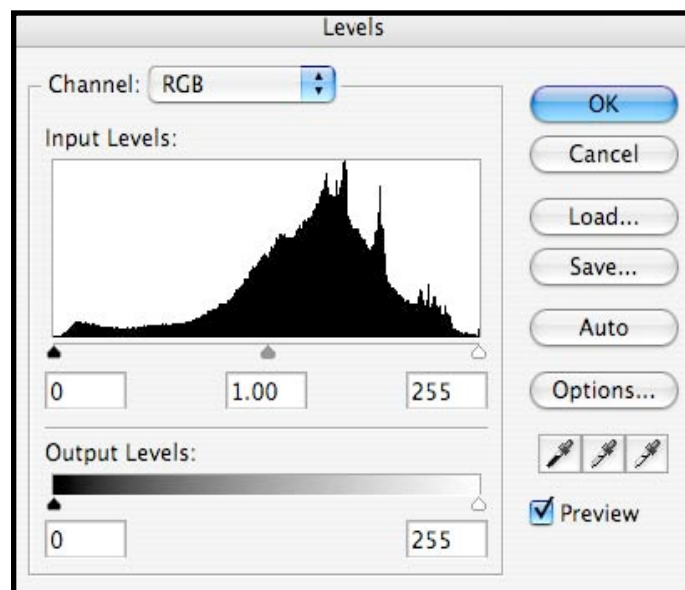 Levels
Channel: RGB
Input Levels:
0 1.00 255
Output Levels:
0 255
OK
Cancel
Load...
Save...
Auto
Options...
Preview